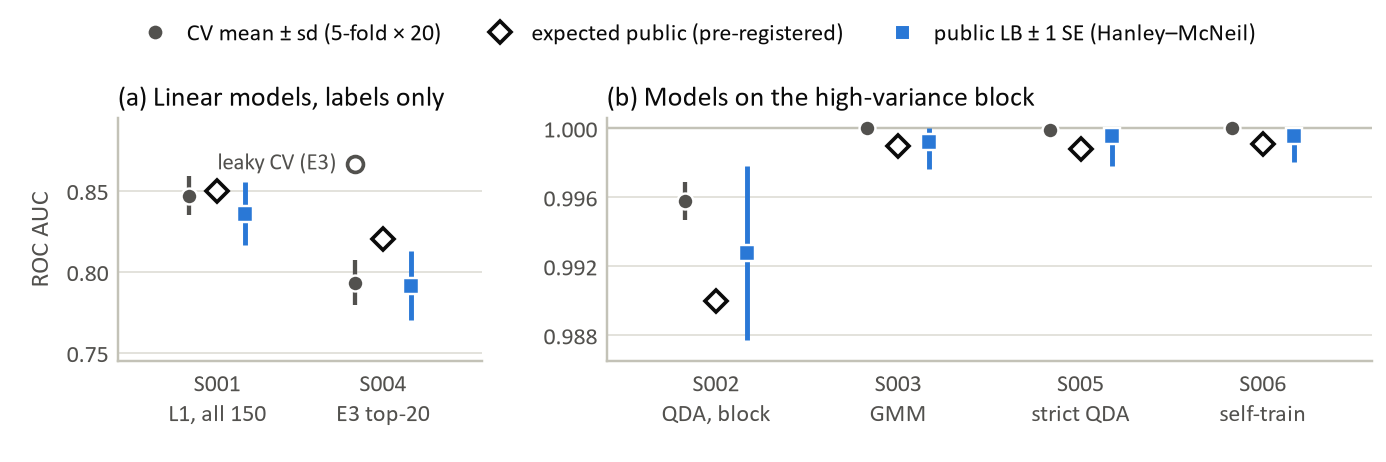 CV mean ± sd (5-fold × 20)
expected public (pre-registered)
public LB ± 1 SE (Hanley–McNeil)
(a) Linear models, labels only
(b) Models on the high-variance block
ROC AUC
0.85
0.80
0.75
leaky CV (E3)
S001
L1, all 150
S004
E3 top-20
1.000
0.996
0.992
0.988
S002
QDA, block
S003
GMM
S005
strict QDA
S006
self-train